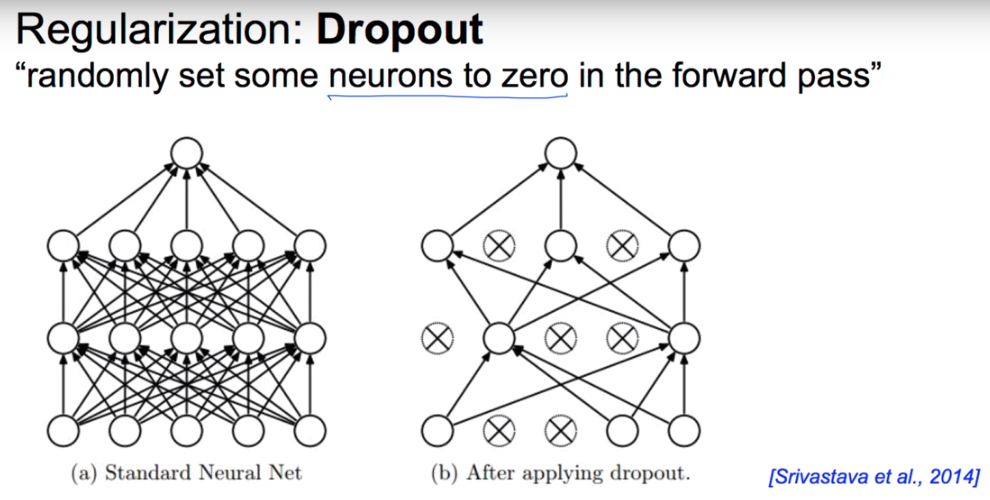 Regularization: Dropout
“randomly set some neurons to zero in the forward pass”
(a) Standard Neural Net
(b) After applying dropout.
[Srivastava et al., 2014]